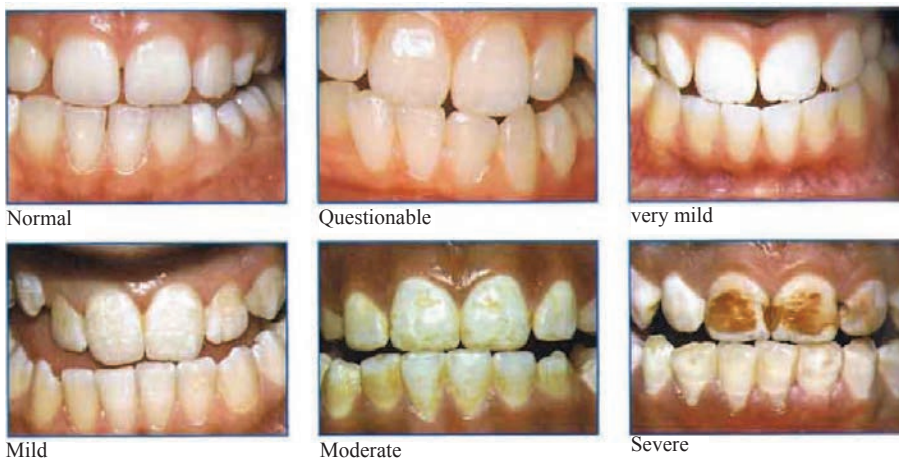 Normal
Questionable
very mild
Mild
Moderate
Severe